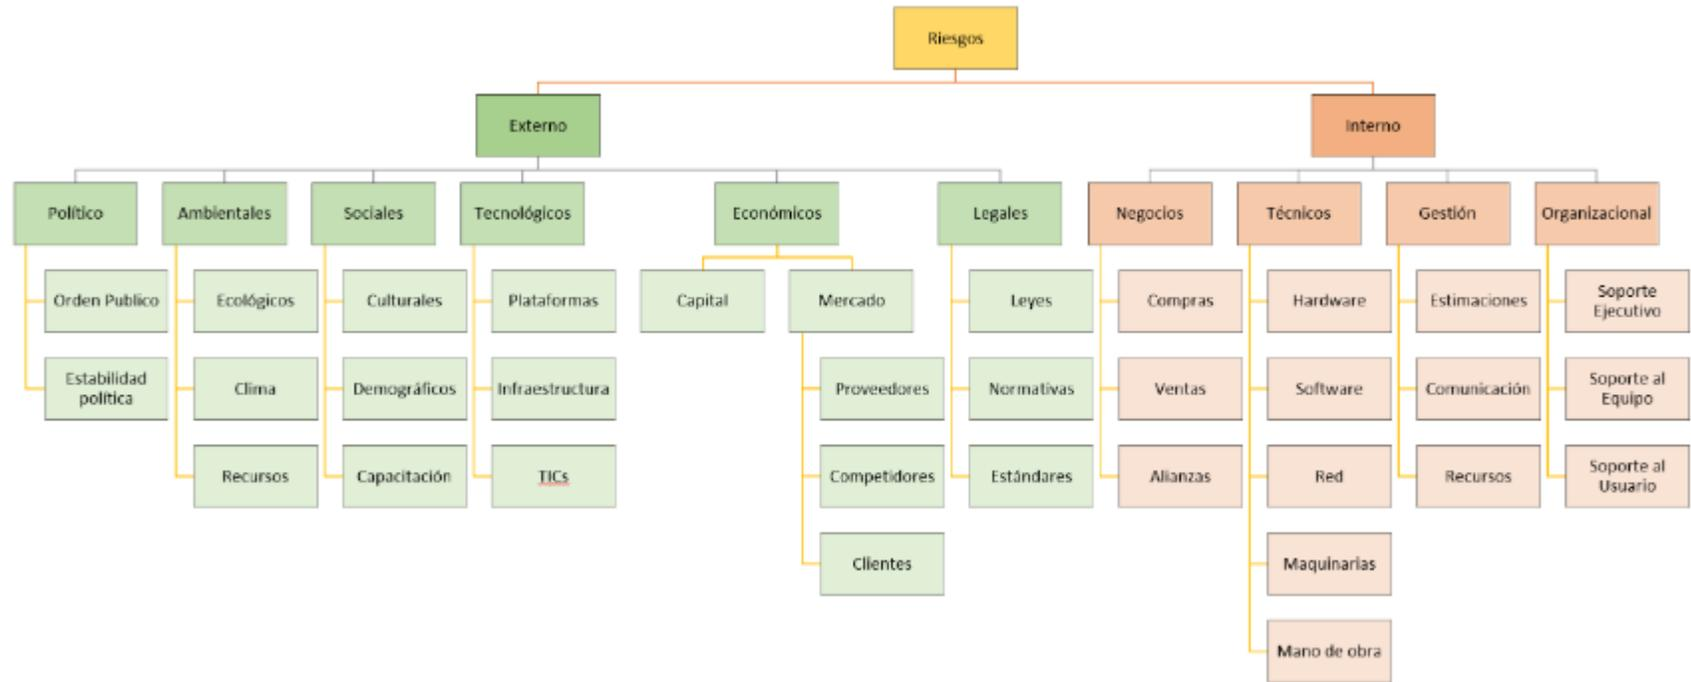 Riesgos
Externo
Interno
Político
Ambientales
Sociales
Tecnológicos
Económicos
Legales
Negocios
Técnicos
Gestión
Organizacional
Orden Publico
Ecológicos
Culturales
Plataformas
Capital
Mercado
Leyes
Compras
Hardware
Estimaciones
Soporte
Ejecutivo
Estabilidad
política
Clima
Demográficos
Infraestructura
Proveedores
Normativas
Ventas
Software
Comunicación
Soporte al
Equipo
Recursos
Capacitación
TICs
Competidores
Estándares
Alianzas
Red
Recursos
Soporte al
Usuario
Clientes
Maquinarias
Mano de obra